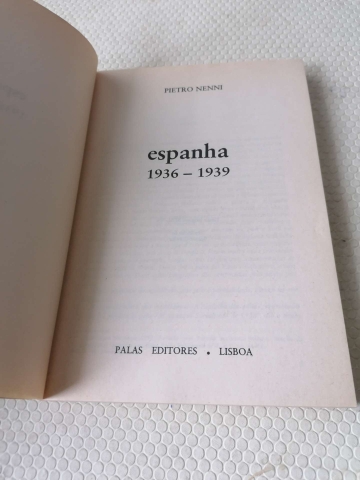 PIETRO NENNI
espanha
1936 – 1939
PALAS EDITORES • LISBOA